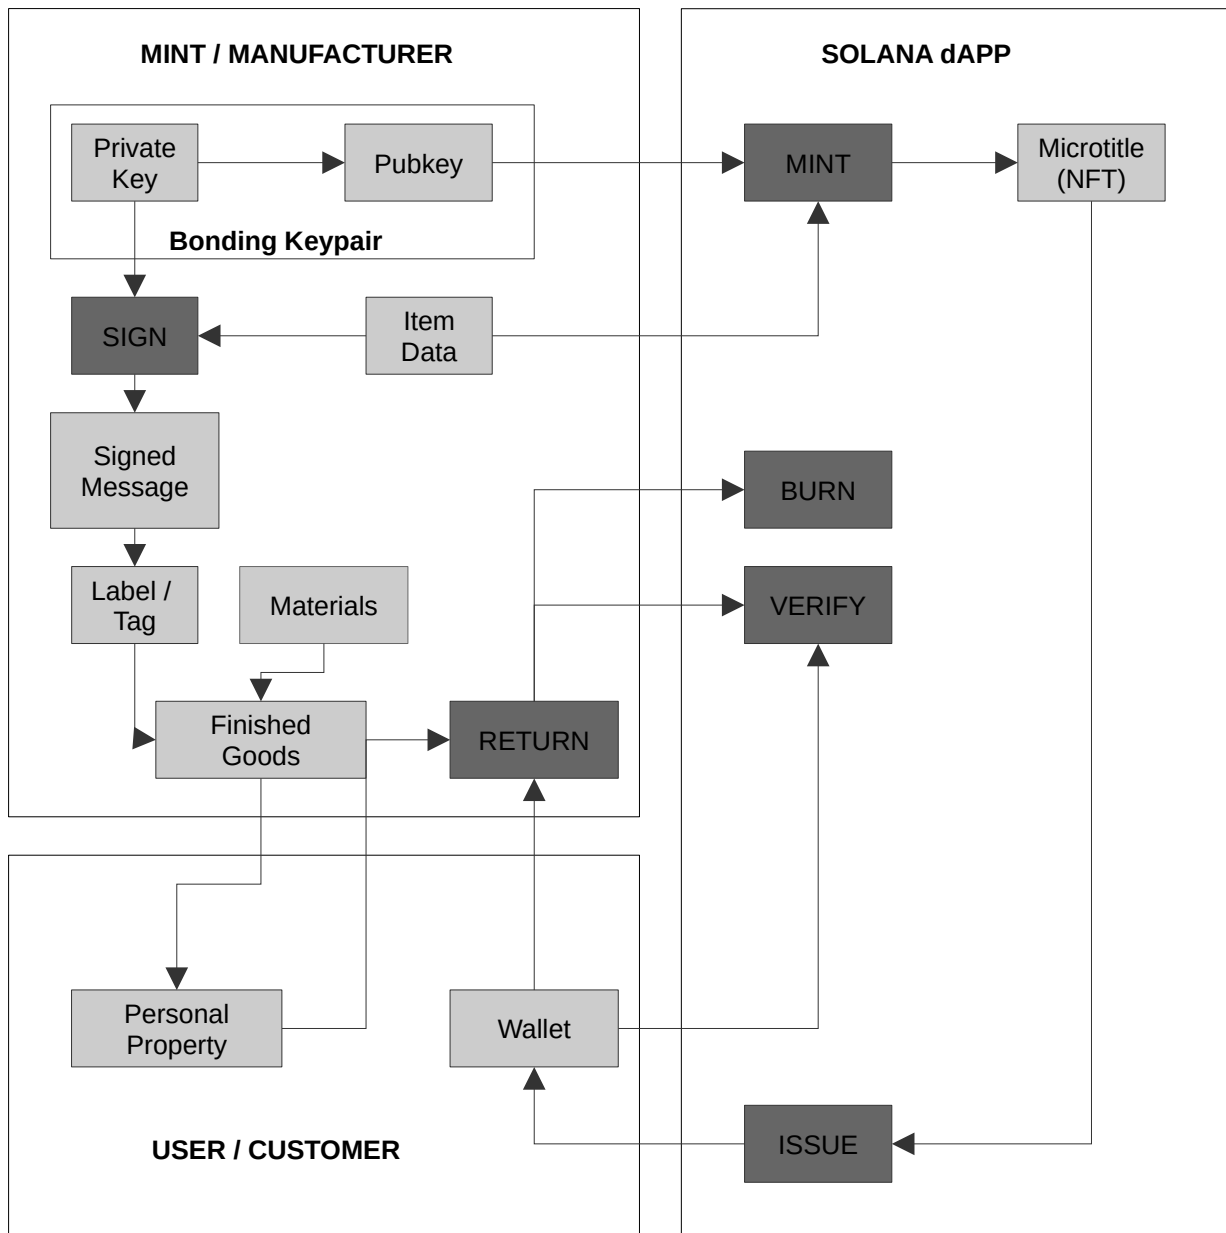 MINT / MANUFACTURER
SOLANA dAPP
Private
Key
Pubkey
MINT
Microtitle
(NFT)
Bonding Keypair
SIGN
Item
Data
Signed
Message
BURN
Label /
Tag
Materials
VERIFY
Finished
Goods
RETURN
Personal
Property
Wallet
USER / CUSTOMER
ISSUE